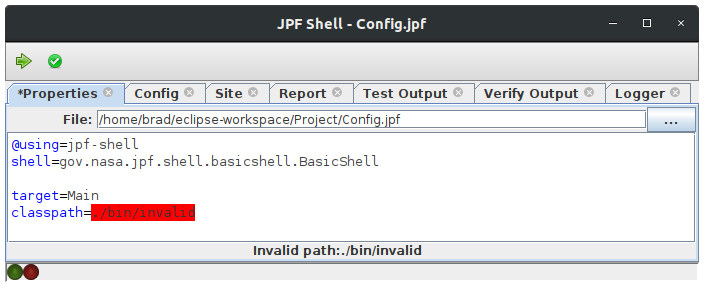 JPF Shell - Config.jpf
*Properties Config Site Report Test Output Verify Output Logger
File: /home/brad/eclipse-workspace/Project/Config.jpf ...
@using=jpf-shell
shell=gov.nasa.jpf.shell.basicshell.BasicShell
target=Main
classpath=./bin/invalid
Invalid path:./bin/invalid